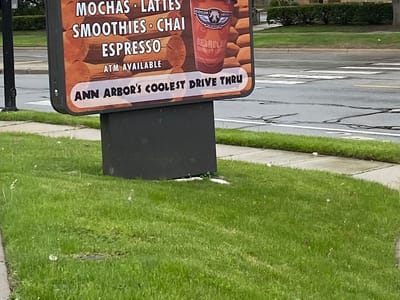 MOCHAS · LATTES
SMOOTHIES · CHAI
ESPRESSO
ATM AVAILABLE
ANN ARBOR'S COOLEST DRIVE THRU